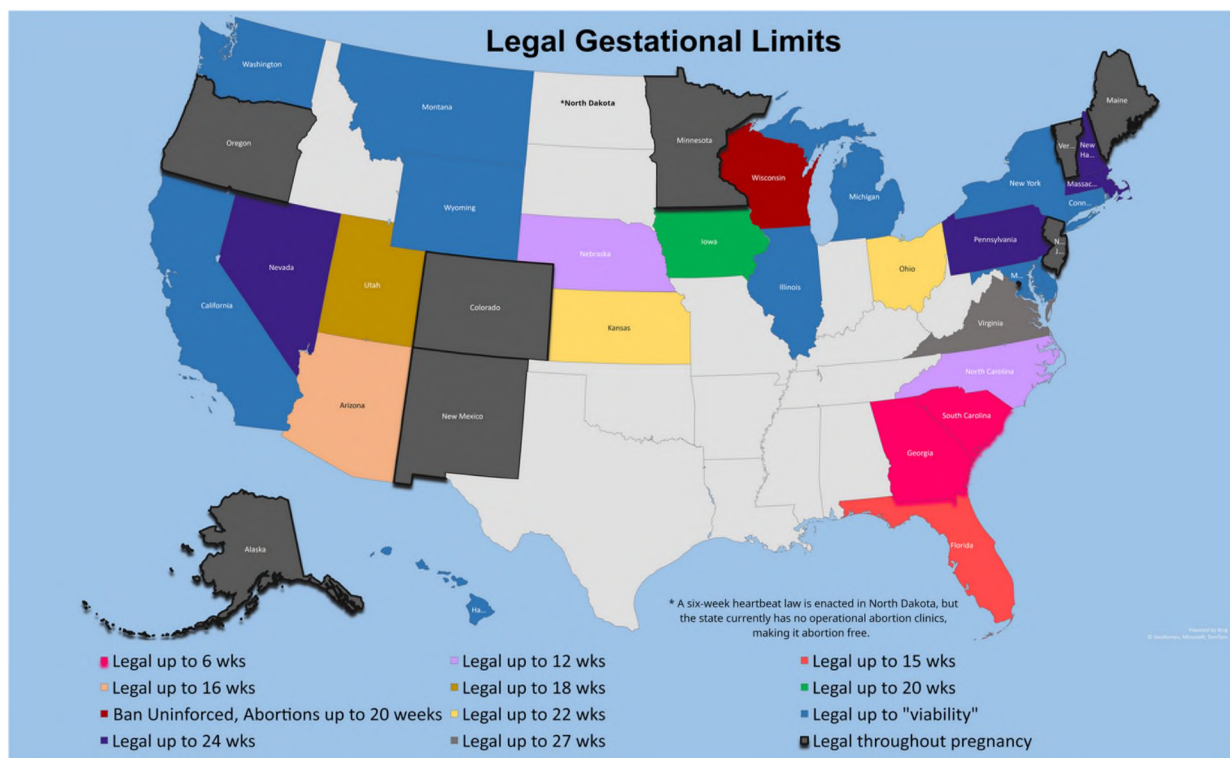 Legal Gestational Limits
Washington
Montana
*North Dakota
Minnesota
Maine
Oregon
Ver...
New
Ha...
Wisconsin
Michigan
Massac...
New York
Conn...
Wyoming
Nebraska
Iowa
Pennsylvania
N...
J...
Nevada
Utah
Illinois
Ohio
M...
California
Colorado
Kansas
Virginia
North Carolina
Arizona
New Mexico
South Carolina
Georgia
Florida
Alaska
Ha...
* A six-week heartbeat law is enacted in North Dakota, but
the state currently has no operational abortion clinics,
making it abortion free.
Powered by Bing
© GeoNames, Microsoft, TomTom
Legal up to 6 wks
Legal up to 12 wks
Legal up to 15 wks
Legal up to 16 wks
Legal up to 18 wks
Legal up to 20 wks
Ban Uninforced, Abortions up to 20 weeks
Legal up to 22 wks
Legal up to "viability"
Legal up to 24 wks
Legal up to 27 wks
Legal throughout pregnancy